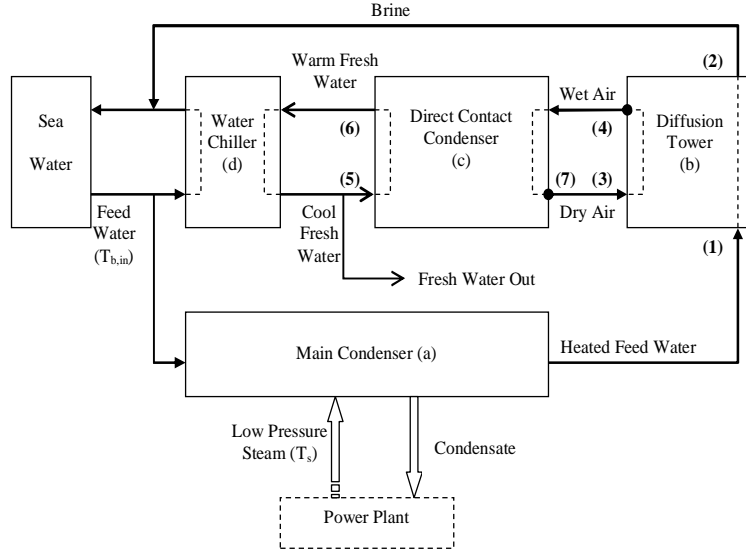 Brine
(2)
Warm Fresh
Water
Wet Air
Sea
Water
Water
Chiller
(d)
(6)
Direct Contact
Condenser
(c)
(4)
Diffusion
Tower
(b)
(5)
(7)
(3)
Feed
Water
(T_{b,in})
Cool
Fresh
Water
Dry Air
(1)
Fresh Water Out
Main Condenser (a)
Heated Feed Water
Low Pressure
Steam (T_s)
Condensate
Power Plant